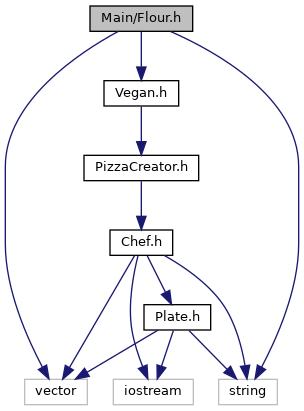 Main/Flour.h
Vegan.h
PizzaCreator.h
Chef.h
Plate.h
vector
iostream
string